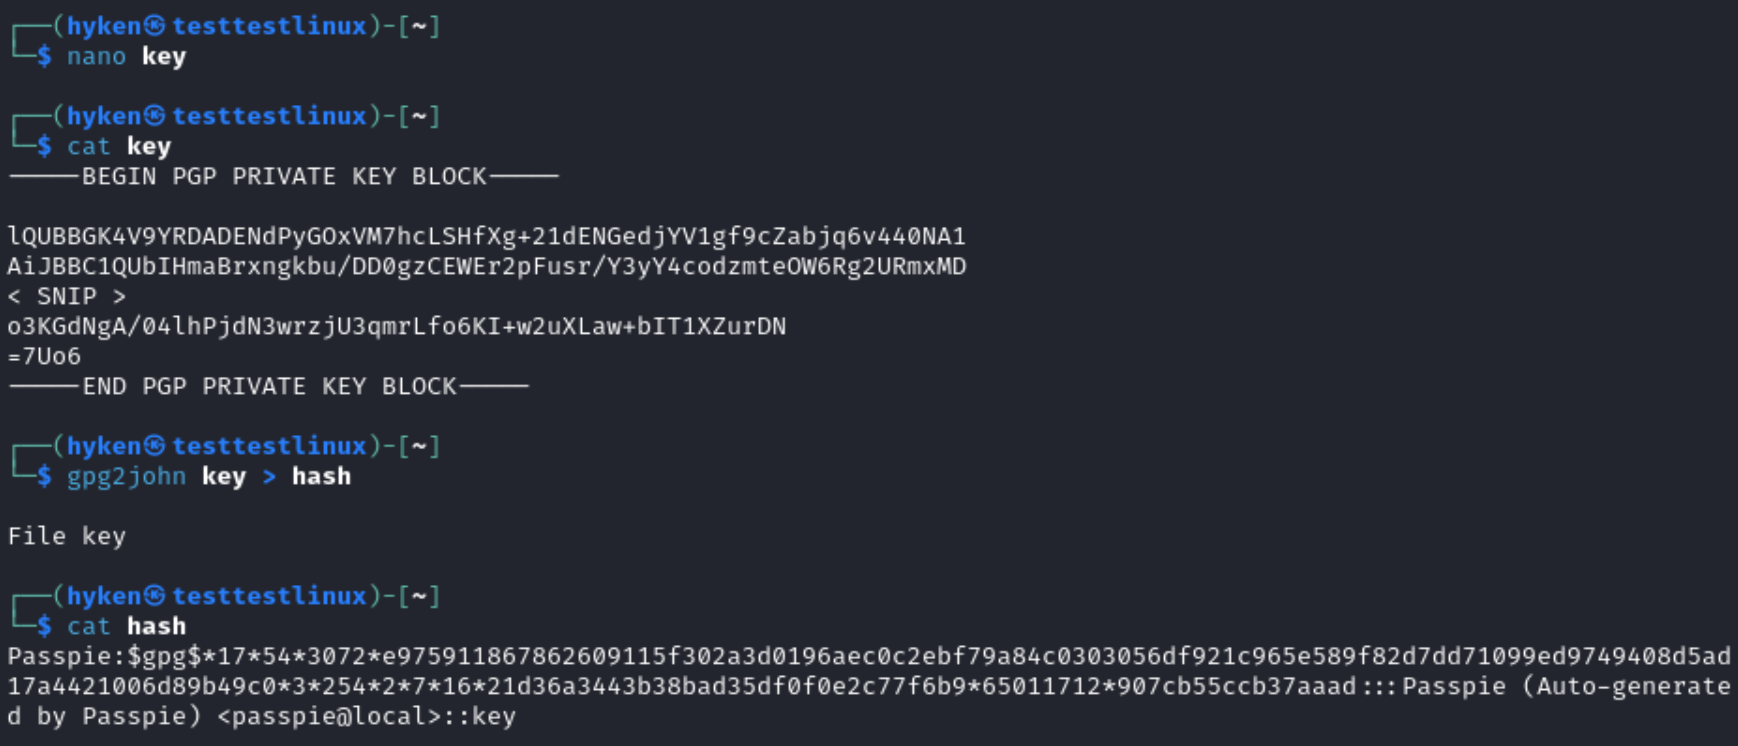 ┌──(hyken㉿testtestlinux)-[~]
└─$ nano key
┌──(hyken㉿testtestlinux)-[~]
└─$ cat key
-----BEGIN PGP PRIVATE KEY BLOCK-----
lQUBBGK4V9YRDADENdPyGOxVM7hcLSHfXg+21dENGedjYV1gf9cZabjq6v440NA1
AiJBBC1QUbIHmaBrxngkbu/DD0gzCEWEr2pFusr/Y3yY4codzmteOW6Rg2URmxMD
< SNIP >
o3KGdNgA/04lhPjdN3wrzjU3qmrLfo6KI+w2uXLaw+bIT1XZurDN
=7Uo6
-----END PGP PRIVATE KEY BLOCK-----
┌──(hyken㉿testtestlinux)-[~]
└─$ gpg2john key > hash
File key
┌──(hyken㉿testtestlinux)-[~]
└─$ cat hash
Passpie:$gpg$*17*54*3072*e975911867862609115f302a3d0196aec0c2ebf79a84c0303056df921c965e589f82d7dd71099ed9749408d5ad
17a4421006d89b49c0*3*254*2*7*16*21d36a3443b38bad35df0f0e2c77f6b9*65011712*907cb55ccb37aaad:::Passpie (Auto-generate
d by Passpie) <passpie@local>::key